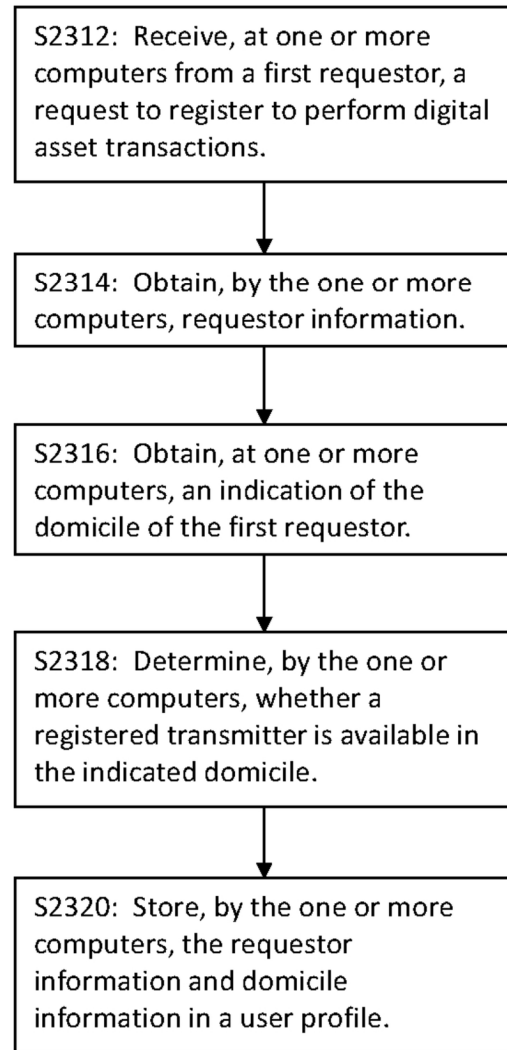 S2312: Receive, at one or more
computers from a first requestor, a
request to register to perform digital
asset transactions.
S2314: Obtain, by the one or more
computers, requestor information.
S2316: Obtain, at one or more
computers, an indication of the
domicile of the first requestor.
S2318: Determine, by the one or
more computers, whether a
registered transmitter is available in
the indicated domicile.
S2320: Store, by the one or more
computers, the requestor
information and domicile
information in a user profile.